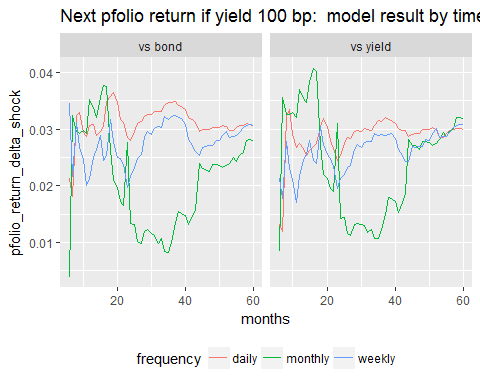 Next pfolio return if yield 100 bp:  model result by time
vs bond
vs yield
pfolio_return_delta_shock
0.04
0.03
0.02
0.01
20
40
60
20
40
60
months
frequency
daily
monthly
weekly